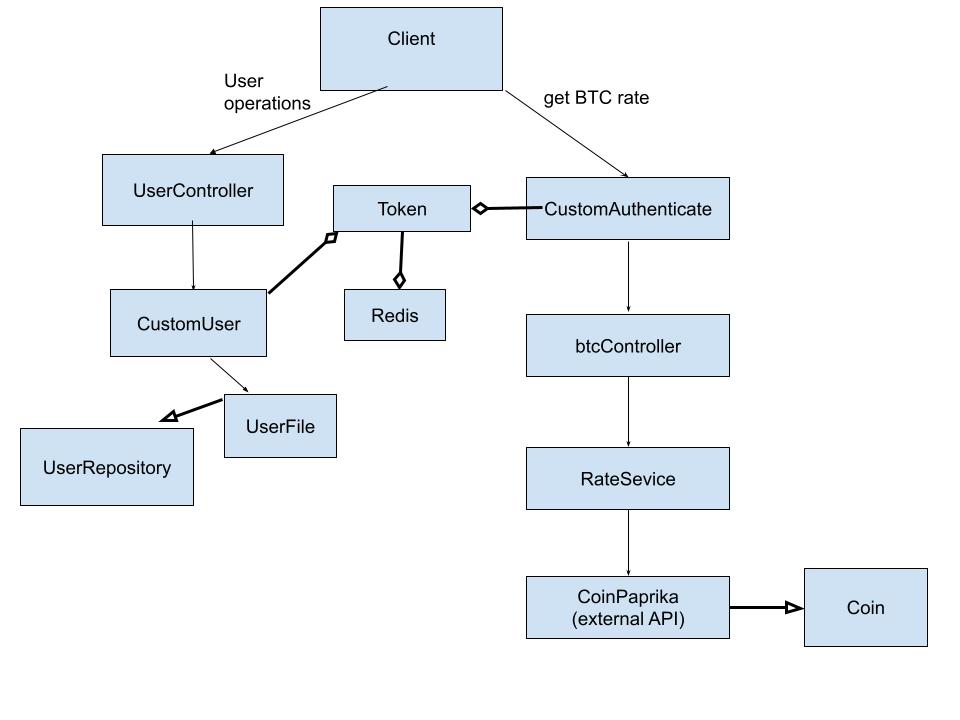 Client
User
operations
get BTC rate
UserController
Token
CustomAuthenticate
CustomUser
Redis
btcController
UserFile
UserRepository
RateSevice
CoinPaprika
(external API)
Coin